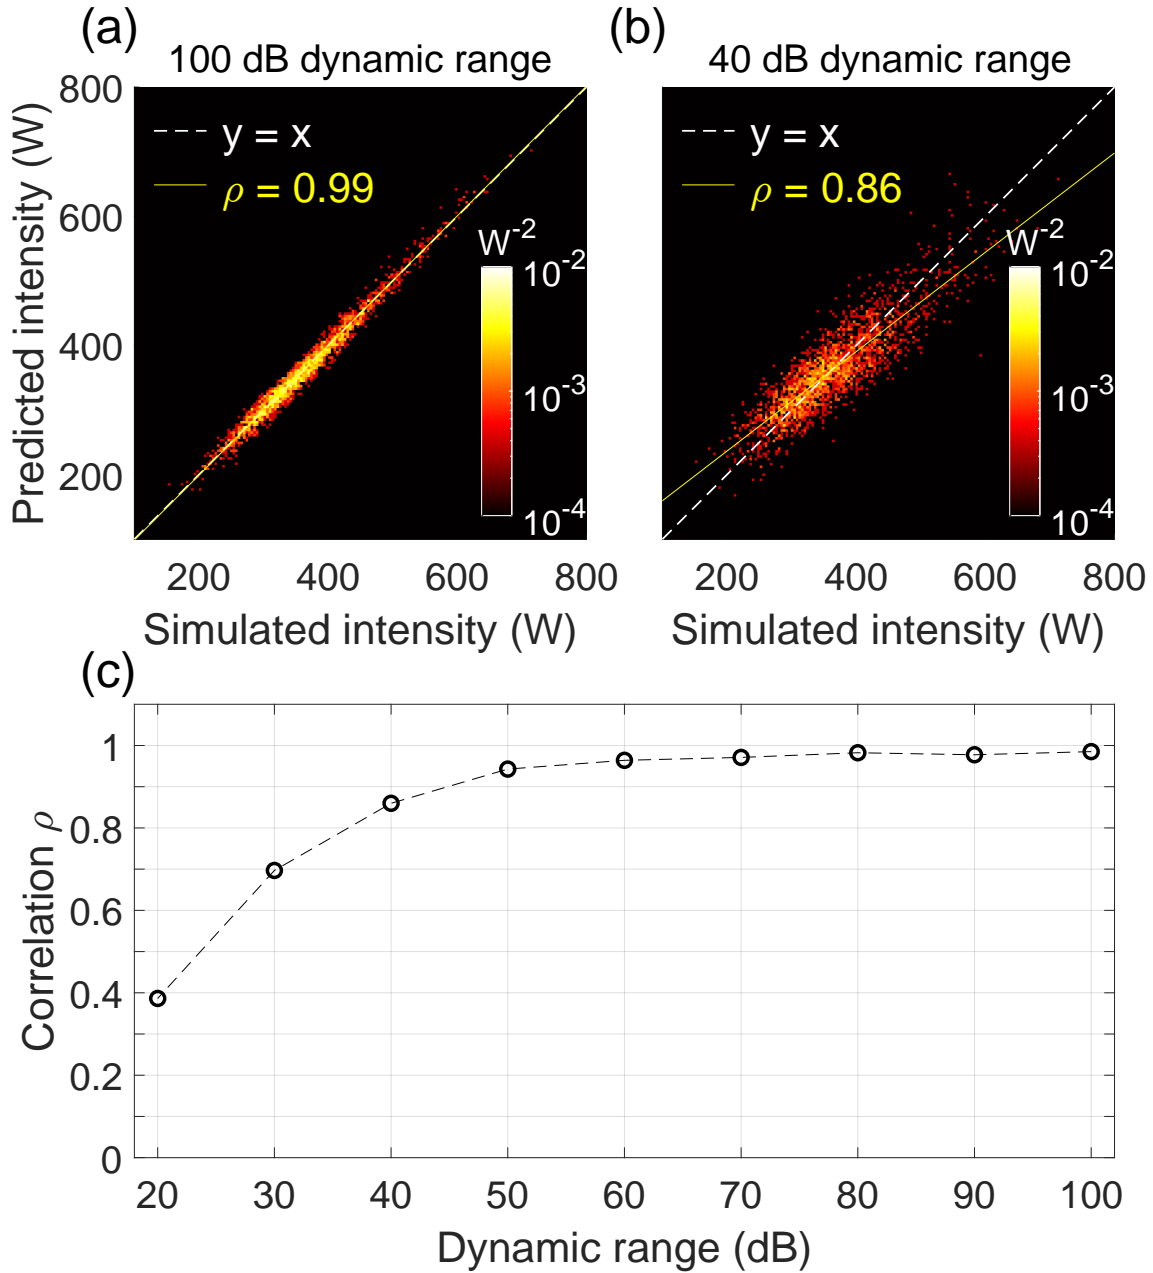 (a)
100 dB dynamic range
Predicted intensity (W)
800
600
400
200
y = x
ρ = 0.99
W-2
10-2
10-3
10-4
200 400 600 800
Simulated intensity (W)
(b)
40 dB dynamic range
y = x
ρ = 0.86
W-2
10-2
10-3
10-4
200 400 600 800
Simulated intensity (W)
(c)
Correlation ρ
1
0.8
0.6
0.4
0.2
0
20 30 40 50 60 70 80 90 100
Dynamic range (dB)